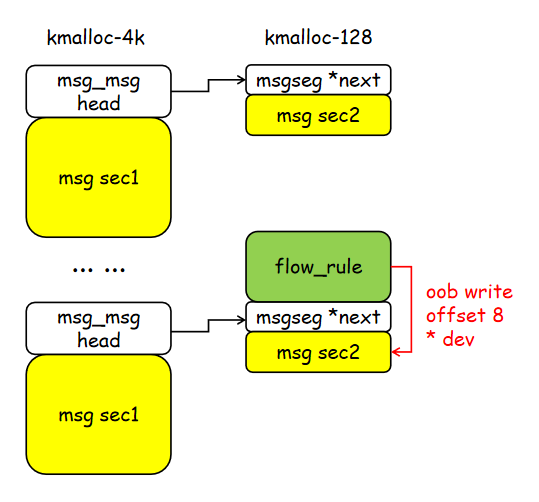 kmalloc-4k
kmalloc-128
msg_msg
head
msgseg *next
msg sec2
msg sec1
... ...
flow_rule
msg_msg
head
msgseg *next
msg sec2
oob write
offset 8
* dev
msg sec1